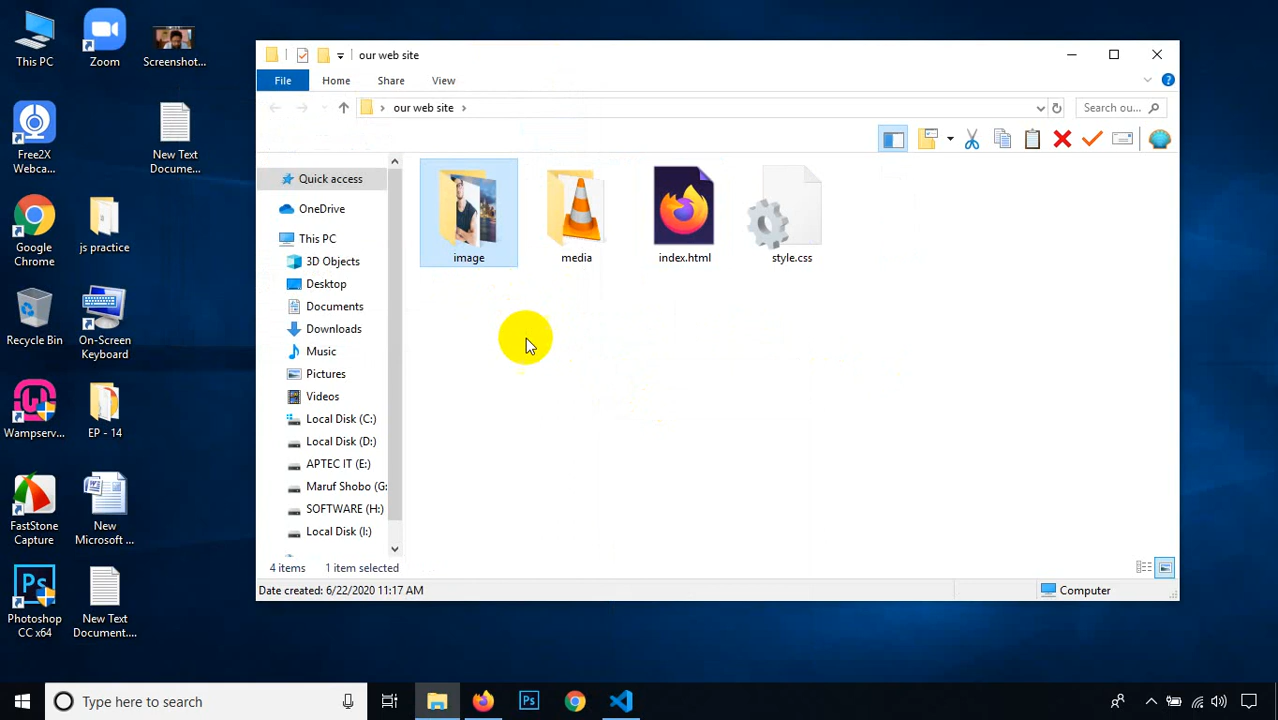 This PC
Zoom
Screenshot...
our web site
File
Home
Share
View
our web site
Search ou...
Free2X
Webca...
New Text
Docume...
Quick access
OneDrive
This PC
3D Objects
Desktop
Documents
Downloads
Music
Pictures
Videos
Local Disk (C:)
Local Disk (D:)
APTEC IT (E:)
Maruf Shobo (G:
SOFTWARE (H:)
Local Disk (I:)
image
media
index.html
style.css
Google
Chrome
js practice
Recycle Bin
On-Screen
Keyboard
Wampserv...
EP - 14
FastStone
Capture
New
Microsoft ...
Photoshop
CC x64
New Text
Document....
4 items
1 item selected
Date created: 6/22/2020 11:17 AM
Computer
Type here to search